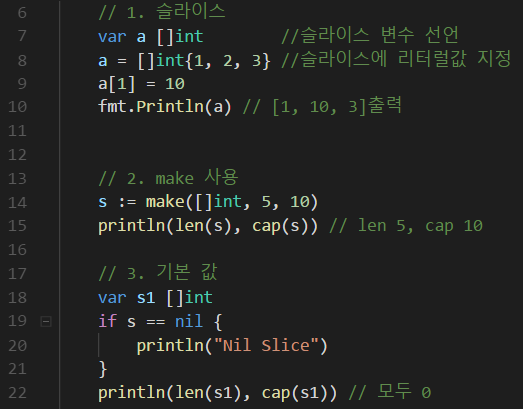 6 // 1. 슬라이스
7 var a []int //슬라이스 변수 선언
8 a = []int{1, 2, 3} //슬라이스에 리터럴값 지정
9 a[1] = 10
10 fmt.Println(a) // [1, 10, 3]출력
11
12
13 // 2. make 사용
14 s := make([]int, 5, 10)
15 println(len(s), cap(s)) // len 5, cap 10
16
17 // 3. 기본 값
18 var s1 []int
19 if s == nil {
20 println("Nil Slice")
21 }
22 println(len(s1), cap(s1)) // 모두 0